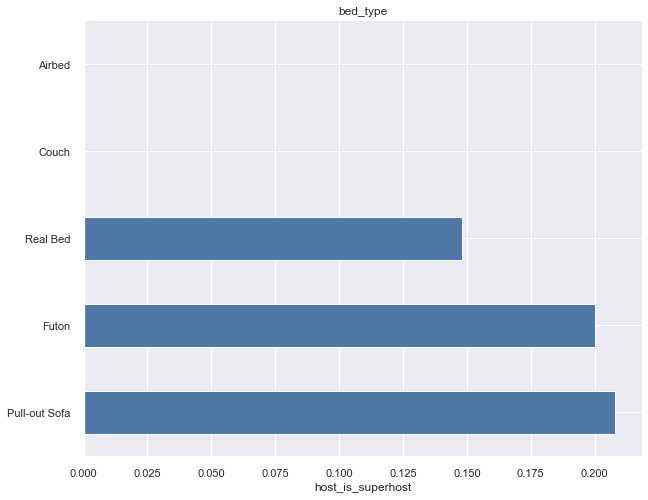 bed_type
Airbed
Couch
Real Bed
Futon
Pull-out Sofa
0.000 0.025 0.050 0.075 0.100 0.125 0.150 0.175 0.200
host_is_superhost